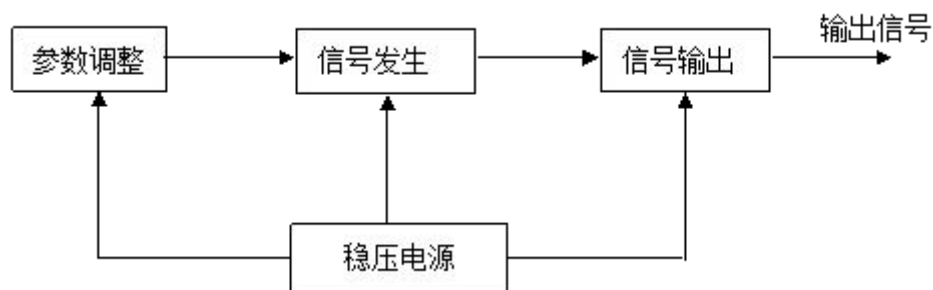 输出信号
参数调整
信号发生
信号输出
稳压电源